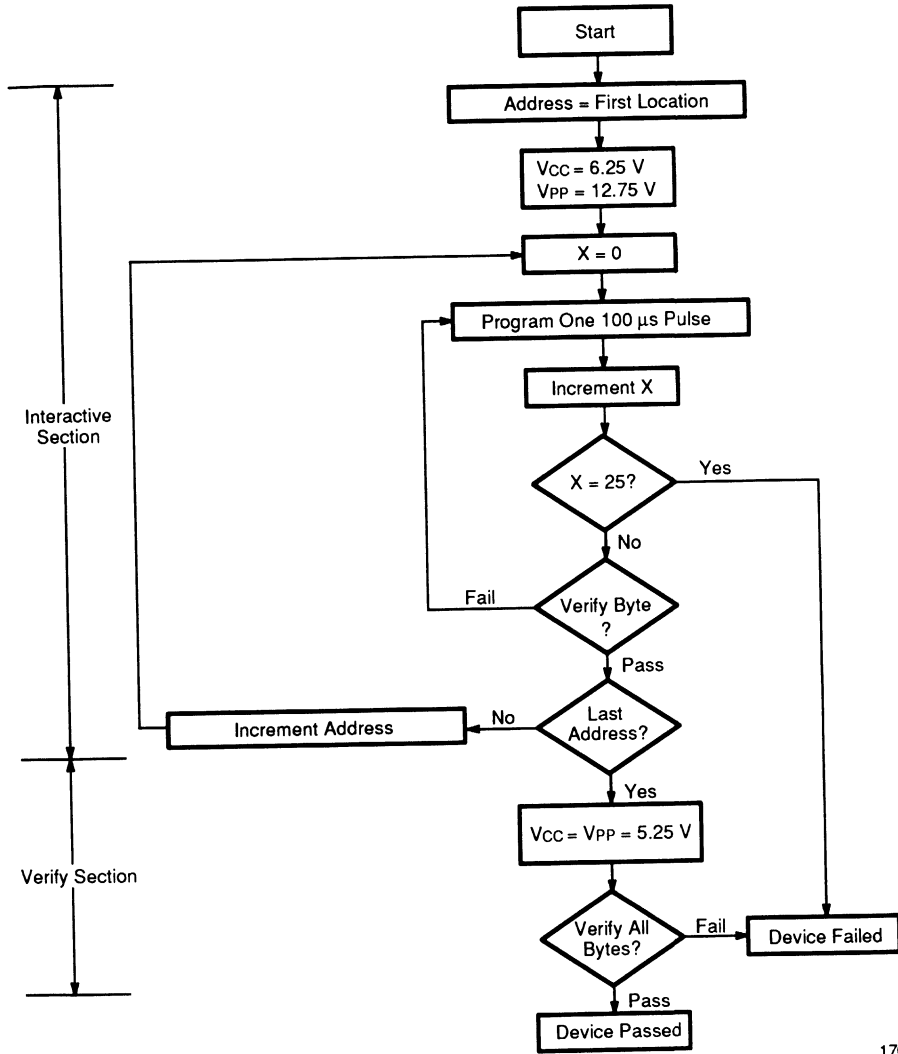 Start
Address = First Location
VCC = 6.25 V
VPP = 12.75 V
X = 0
Program One 100 µs Pulse
Increment X
Interactive
Section
X = 25?
Yes
No
Fail
Verify Byte
?
Pass
Increment Address
No
Last
Address?
Yes
VCC = VPP = 5.25 V
Verify Section
Verify All
Bytes?
Fail
Device Failed
Pass
Device Passed